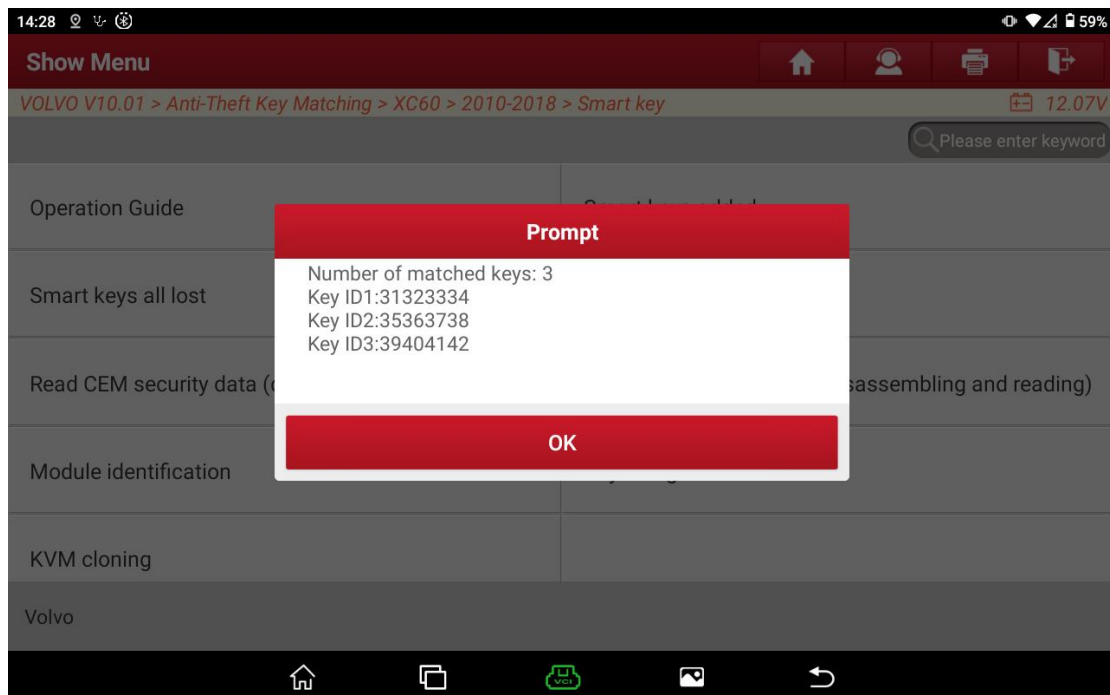 14:28
59%
Show Menu
VOLVO V10.01 > Anti-Theft Key Matching > XC60 > 2010-2018 > Smart key
12.07V
Please enter keyword
Operation Guide
Prompt
Number of matched keys: 3
Key ID1:31323334
Smart keys all lost
Key ID2:35363738
Key ID3:39404142
Read CEM security data
and reading)
OK
Module identification
KVM cloning
Volvo
VCI